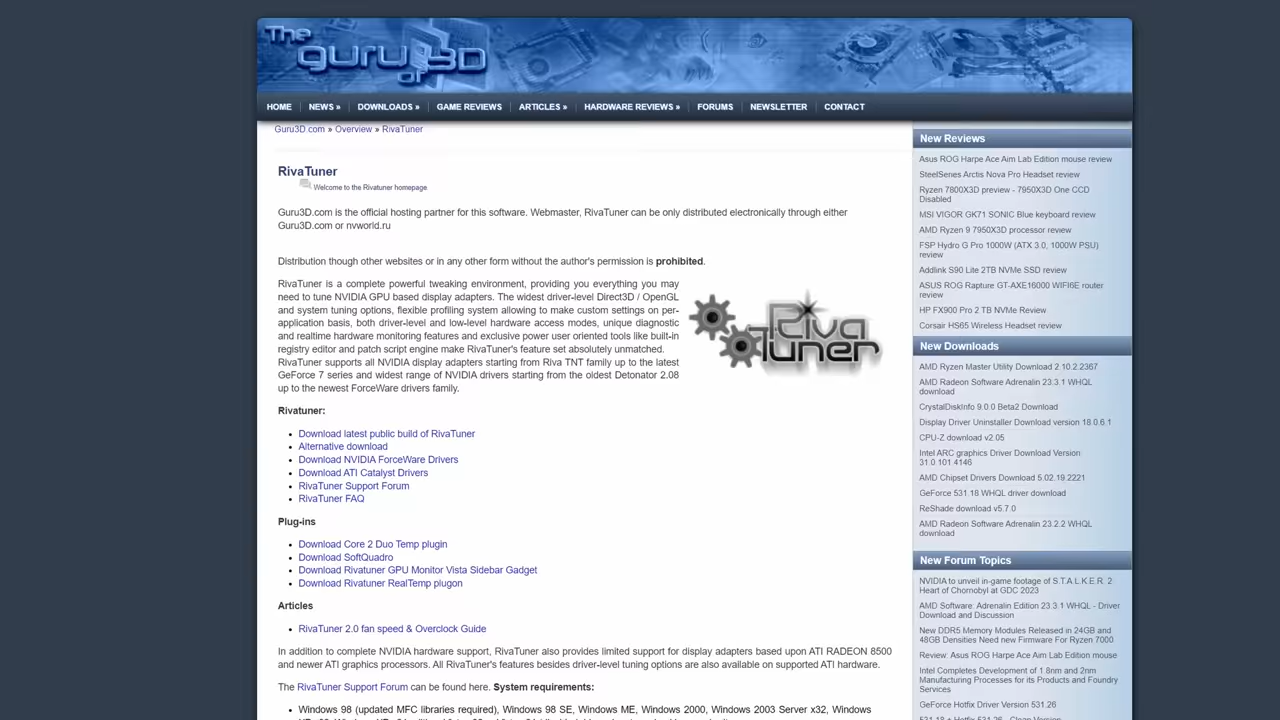 The
guru
of 3D
HOME
NEWS »
DOWNLOADS »
GAME REVIEWS
ARTICLES »
HARDWARE REVIEWS »
FORUMS
NEWSLETTER
CONTACT
Guru3D.com » Overview » RivaTuner
RivaTuner
Welcome to the Rivatuner homepage
Guru3D.com is the official hosting partner for this software. Webmaster, RivaTuner can be only distributed electronically through either
Guru3D.com or nvworld.ru
Distribution though other websites or in any other form without the author's permission is prohibited.
RivaTuner is a complete powerful tweaking environment, providing you everything you may
need to tune NVIDIA GPU based display adapters. The widest driver-level Direct3D / OpenGL
and system tuning options, flexible profiling system allowing to make custom settings on per-
application basis, both driver-level and low-level hardware access modes, unique diagnostic
and realtime hardware monitoring features and exclusive power user oriented tools like built-in
registry editor and patch script engine make RivaTuner's feature set absolutely unmatched.
RivaTuner supports all NVIDIA display adapters starting from Riva TNT family up to the latest
GeForce 7 series and widest range of NVIDIA drivers starting from the oldest Detonator 2.08
up to the newest ForceWare drivers family.
Riva
Tuner
Rivatuner:
Download latest public build of RivaTuner
Alternative download
Download NVIDIA ForceWare Drivers
Download ATI Catalyst Drivers
RivaTuner Support Forum
RivaTuner FAQ
Plug-ins
Download Core 2 Duo Temp plugin
Download SoftQuadro
Download Rivatuner GPU Monitor Vista Sidebar Gadget
Download Rivatuner RealTemp plugon
Articles
RivaTuner 2.0 fan speed & Overclock Guide
In addition to complete NVIDIA hardware support, RivaTuner also provides limited support for display adapters based upon ATI RADEON 8500
and newer ATI graphics processors. All RivaTuner's features besides driver-level tuning options are also available on supported ATI hardware.
The RivaTuner Support Forum can be found here. System requirements:
Windows 98 (updated MFC libraries required), Windows 98 SE, Windows ME, Windows 2000, Windows 2003 Server x32, Windows
New Reviews
Asus ROG Harpe Ace Aim Lab Edition mouse review
SteelSeries Arctis Nova Pro Headset review
Ryzen 7800X3D preview - 7950X3D One CCD
Disabled
MSI VIGOR GK71 SONIC Blue keyboard review
AMD Ryzen 9 7950X3D processor review
FSP Hydro G Pro 1000W (ATX 3.0, 1000W PSU)
review
Addlink S90 Lite 2TB NVMe SSD review
ASUS ROG Rapture GT-AXE16000 WIFI6E router
review
HP FX900 Pro 2 TB NVMe Review
Corsair HS65 Wireless Headset review
New Downloads
AMD Ryzen Master Utility Download 2.10.2.2367
AMD Radeon Software Adrenalin 23.3.1 WHQL
download
CrystalDiskInfo 9.0.0 Beta2 Download
Display Driver Uninstaller Download version 18.0.6.1
CPU-Z download v2.05
Intel ARC graphics Driver Download Version
31.0.101.4146
AMD Chipset Drivers Download 5.02.19.2221
GeForce 531.18 WHQL driver download
ReShade download v5.7.0
AMD Radeon Software Adrenalin 23.2.2 WHQL
download
New Forum Topics
NVIDIA to unveil in-game footage of S.T.A.L.K.E.R. 2:
Heart of Chornobyl at GDC 2023
AMD Software: Adrenalin Edition 23.3.1 WHQL - Driver
Download and Discussion
New DDR5 Memory Modules Released in 24GB and
48GB Densities Need new Firmware For Ryzen 7000
Review: Asus ROG Harpe Ace Aim Lab Edition mouse
Intel Completes Development of 1.8nm and 2nm
Manufacturing Processes for its Products and Foundry
Services
GeForce Hotfix Driver Version 531.26